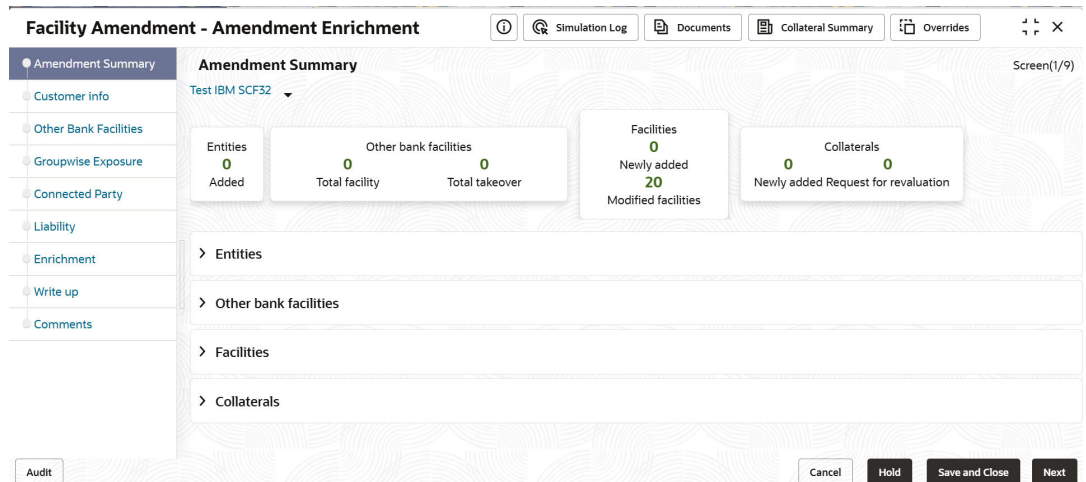 Facility Amendment - Amendment Enrichment
Simulation Log
Documents
Collateral Summary
Overrides
Amendment Summary
Customer info
Other Bank Facilities
Groupwise Exposure
Connected Party
Liability
Enrichment
Write up
Comments
Amendment Summary
Screen(1/9)
Test IBM SCF32
Entities
0
Added
Other bank facilities
0 0
Total facility Total takeover
Facilities
0
Newly added
20
Modified facilities
Collaterals
0 0
Newly added Request for revaluation
Entities
Other bank facilities
Facilities
Collaterals
Audit
Cancel
Hold
Save and Close
Next